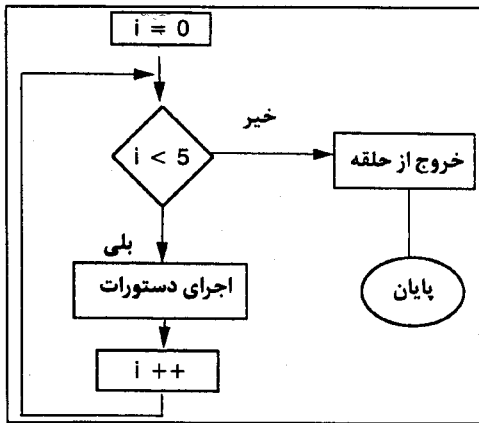 i = 0
خیر
i < 5
خروج از حلقه
بلی
اجرای دستورات
پایان
i ++